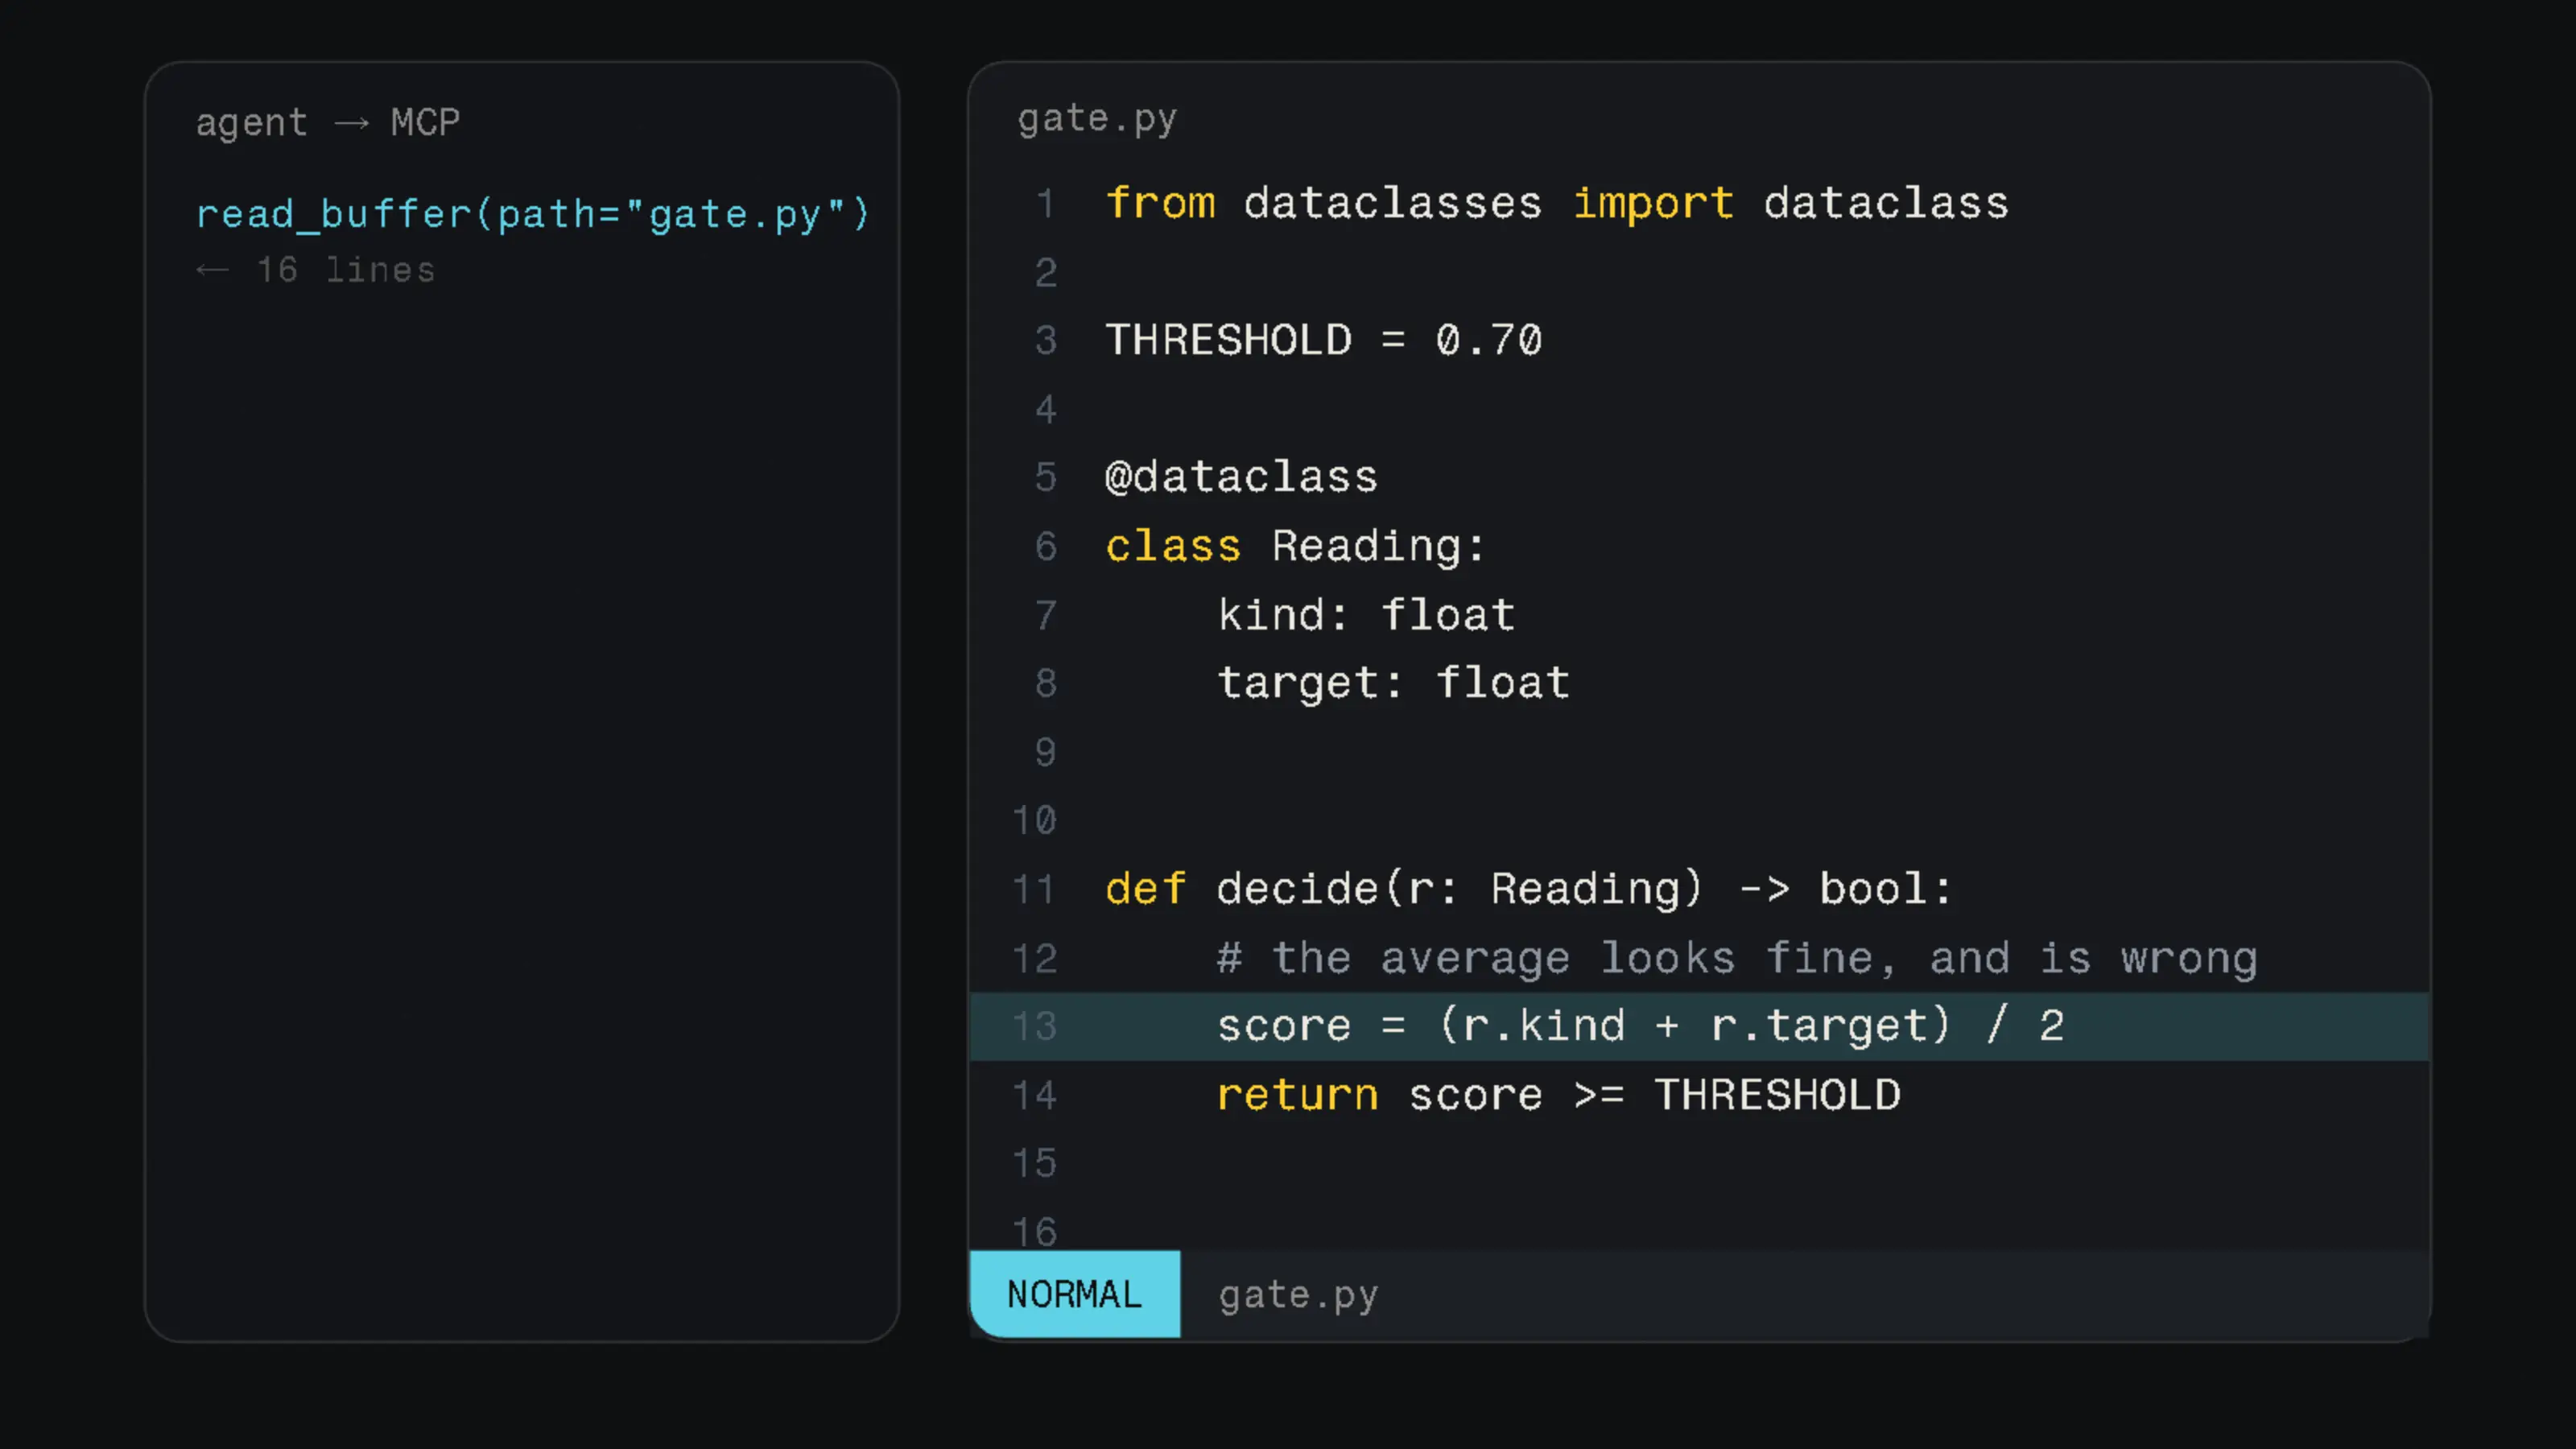 agent → MCP
read_buffer(path="gate.py")
← 16 lines
gate.py
1 from dataclasses import dataclass
2
3 THRESHOLD = 0.70
4
5 @dataclass
6 class Reading:
7     kind: float
8     target: float
9
10
11 def decide(r: Reading) -> bool:
12     # the average looks fine, and is wrong
13     score = (r.kind + r.target) / 2
14     return score >= THRESHOLD
15
16
NORMAL gate.py